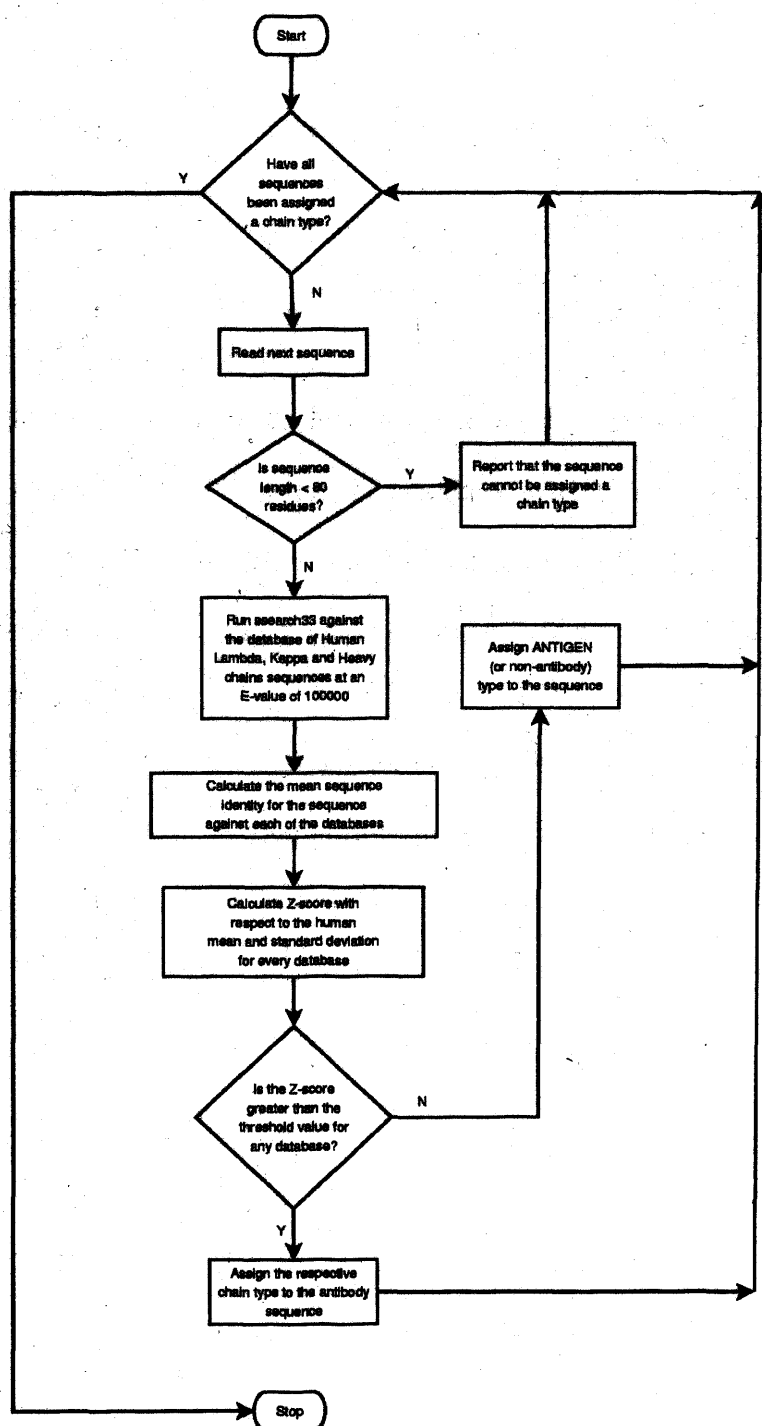 Start
Have all
sequences
been assigned
a chain type?
Y
N
Read next sequence
Is sequence
length < 80
residues?
Y
Report that the sequence
cannot be assigned a
chain type
N
Run ssearch33 against
the database of Human
Lambda, Kappa and Heavy
chains sequences at an
E-value of 100000
Assign ANTIGEN
(or non-antibody)
type to the sequence
Calculate the mean sequence
identity for the sequence
against each of the databases
Calculate Z-score with
respect to the human
mean and standard deviation
for every database
Is the Z-score
greater than the
threshold value for
any database?
N
Y
Assign the respective
chain type to the antibody
sequence
Stop